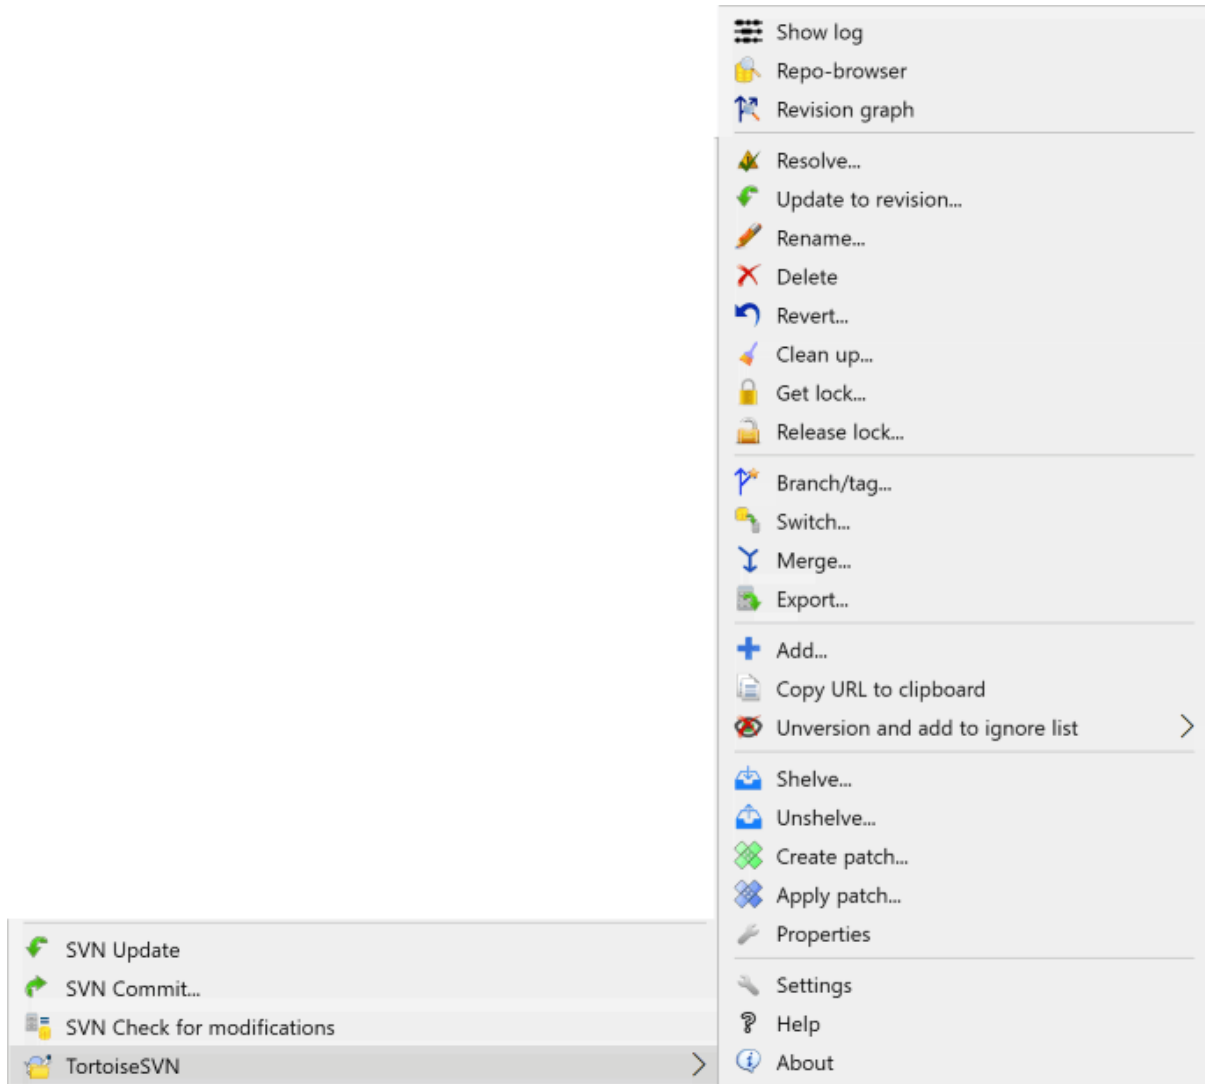 Show log
Repo-browser
Revision graph
Resolve...
Update to revision...
Rename...
Delete
Revert...
Clean up...
Get lock...
Release lock...
Branch/tag...
Switch...
Merge...
Export...
Add...
Copy URL to clipboard
Unversion and add to ignore list
Shelve...
Unshelve...
Create patch...
Apply patch...
Properties
Settings
Help
About
SVN Update
SVN Commit...
SVN Check for modifications
TortoiseSVN